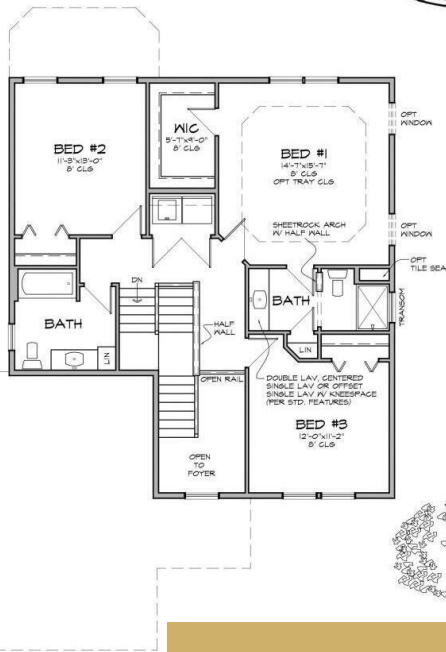 BED #2
11'-3"x13'-0"
8' CLG
WIC
5'-7"x9'-0"
8' CLG
BED #1
14'-7"x15'-7"
8' CLG
OPT TRAY CLG
OPT
WINDOW
OPT
WINDOW
SHEETROCK ARCH
W/ HALF WALL
OPT
TILE SEA
TRANSOM
BATH
BATH
DN
HALF
WALL
LIN
LIN
OPEN RAIL
DOUBLE LAV, CENTERED
SINGLE LAV OR OFFSET
SINGLE LAV W/ KNEESPACE
(PER STD. FEATURES)
BED #3
12'-0"x11'-2"
8' CLG
OPEN
TO
FOYER